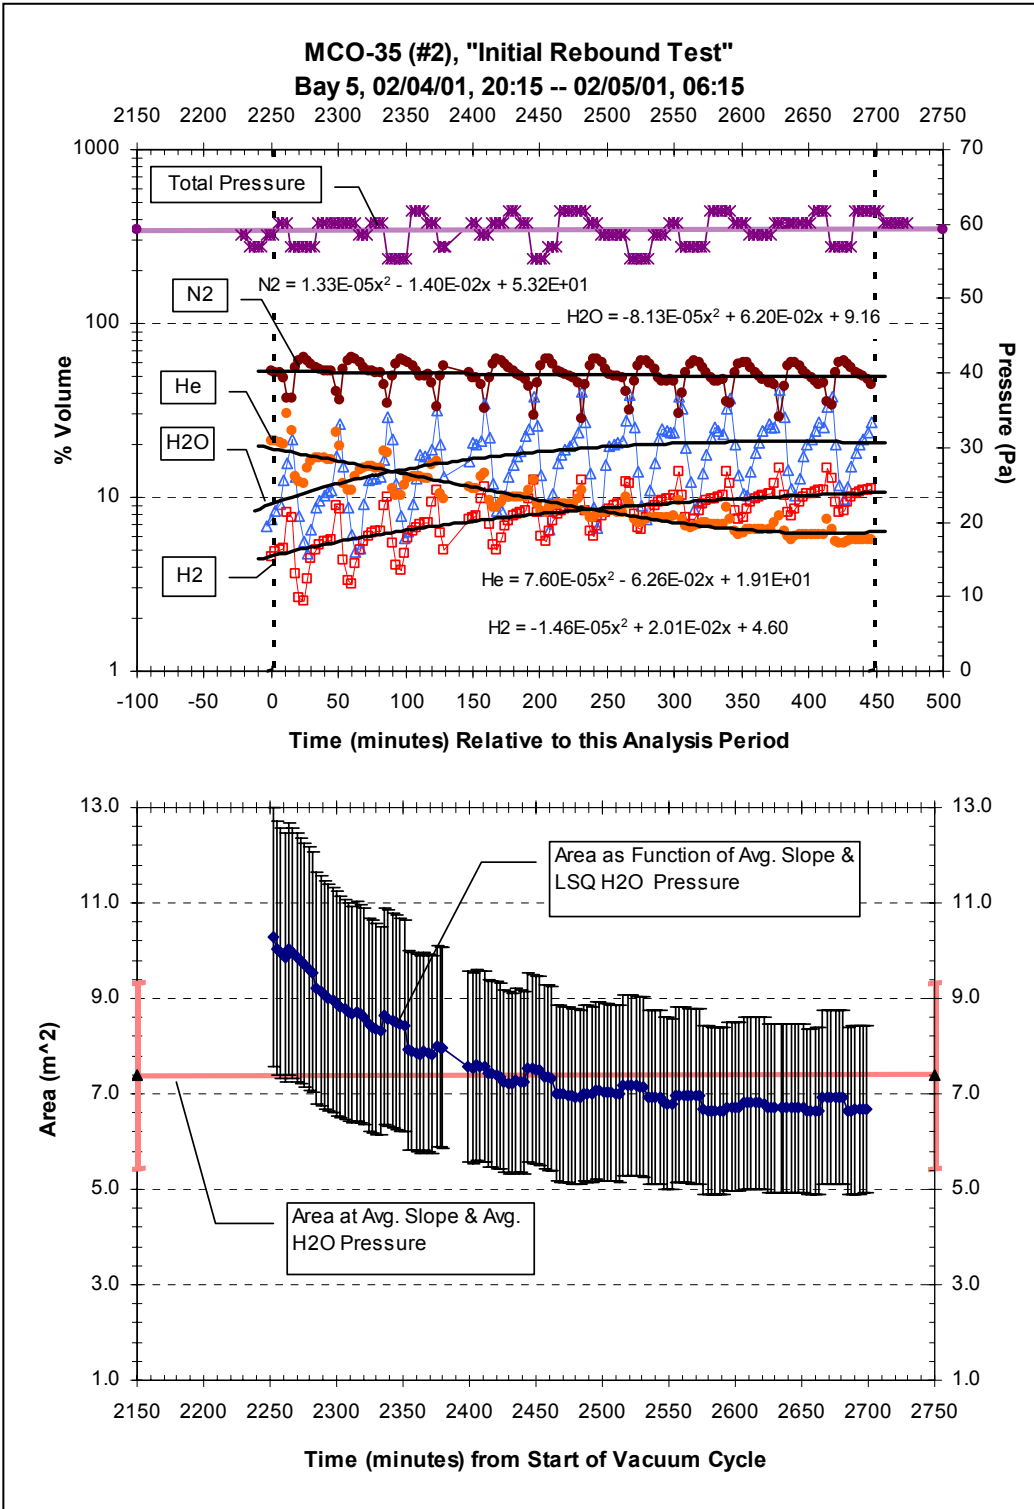 MCO-35 (#2), "Initial Rebound Test"
Bay 5, 02/04/01, 20:15 -- 02/05/01, 06:15
2150 2200 2250 2300 2350 2400 2450 2500 2550 2600 2650 2700 2750
1000
100
10
1
% Volume
70
60
50
40
30
20
10
0
Pressure (Pa)
Total Pressure
N2
N2 = 1.33E-05x² - 1.40E-02x + 5.32E+01
H2O = -8.13E-05x² + 6.20E-02x + 9.16
He
H2O
H2
He = 7.60E-05x² - 6.26E-02x + 1.91E+01
H2 = -1.46E-05x² + 2.01E-02x + 4.60
-100 -50 0 50 100 150 200 250 300 350 400 450 500
Time (minutes) Relative to this Analysis Period
13.0
11.0
9.0
7.0
5.0
3.0
1.0
Area (m^2)
13.0
11.0
9.0
7.0
5.0
3.0
1.0
Area as Function of Avg. Slope &
LSQ H2O Pressure
Area at Avg. Slope & Avg.
H2O Pressure
2150 2200 2250 2300 2350 2400 2450 2500 2550 2600 2650 2700 2750
Time (minutes) from Start of Vacuum Cycle